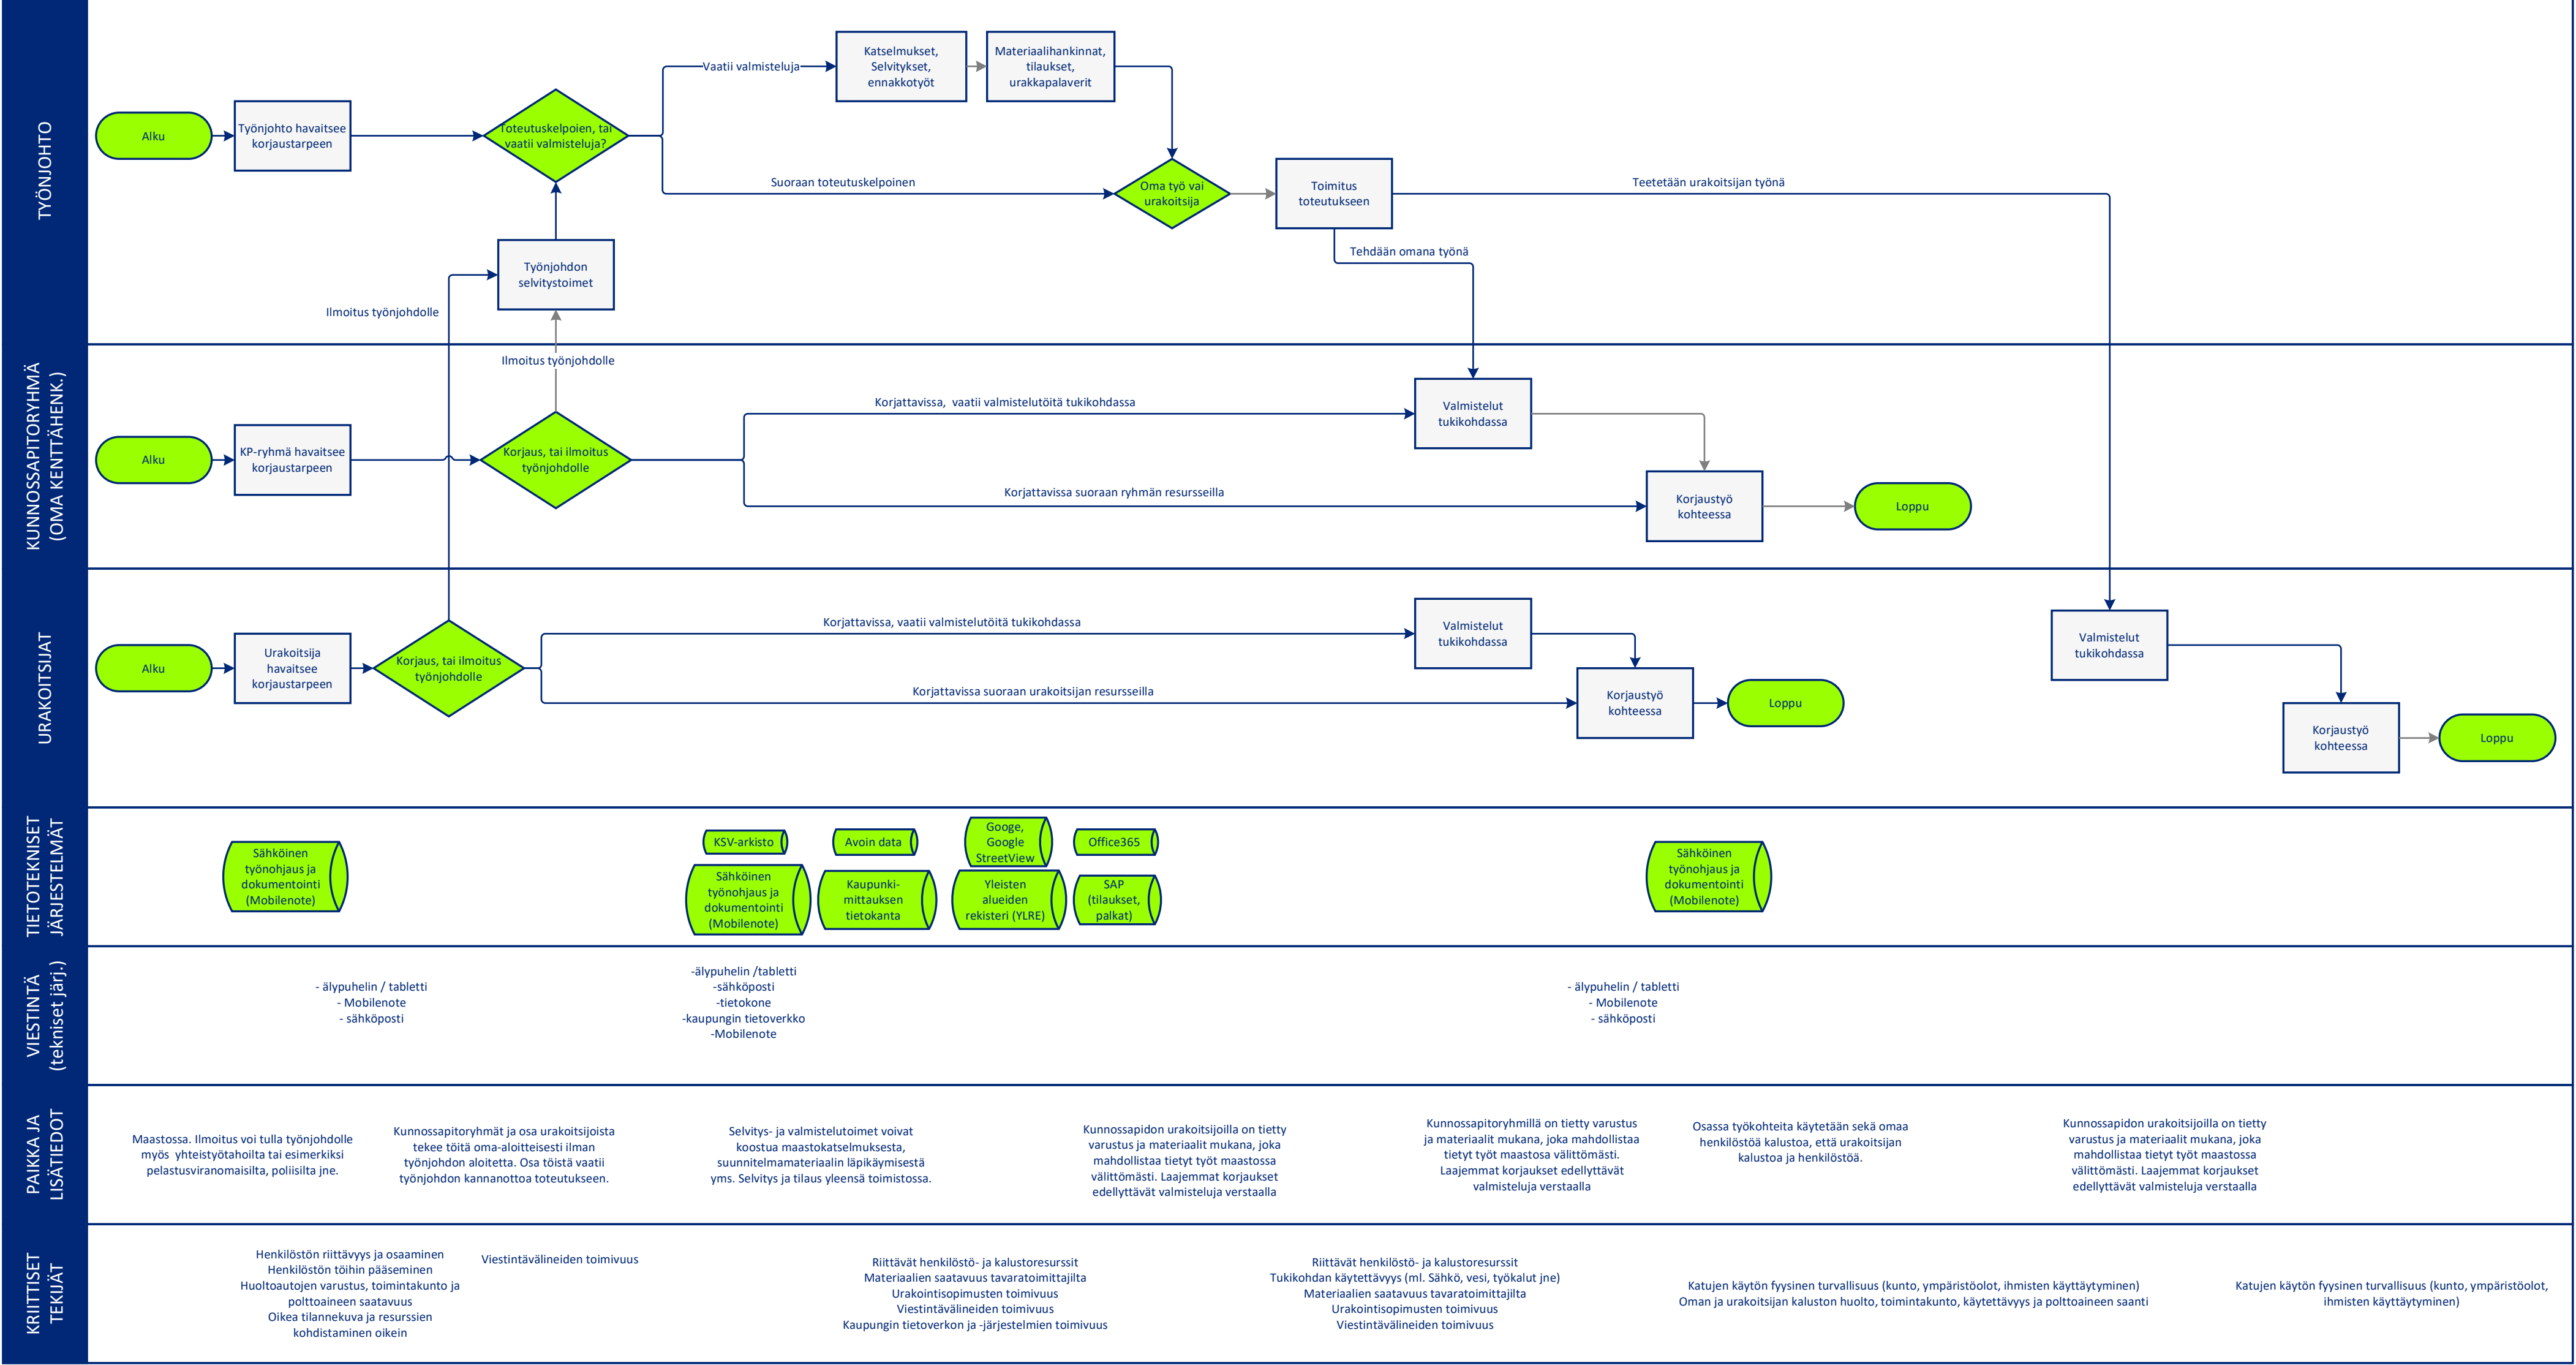 TYÖNJOHTO
Alku
Työnjohto havaitsee
korjaustarpeen
Toteutuskelpoien, tai
vaatii valmisteluja?
Vaatii valmisteluja
Katselmukset,
Selvitykset,
ennakkotyöt
Materiaalihankinnat,
tilaukset,
urakkapalaverit
Suoraan toteutuskelpoinen
Oma työ vai
urakoitsija
Toimitus
toteutukseen
Teetetään urakoitsijan työnä
Tehdään omana työnä
Työnjohdon
selvitystoimet
Ilmoitus työnjohdolle
KUNNOSSAPITORYHMÄ
(OMA KENTTÄHENK.)
Ilmoitus työnjohdolle
Alku
KP-ryhmä havaitsee
korjaustarpeen
Korjaus, tai ilmoitus
työnjohdolle
Korjattavissa,  vaatii valmistelutöitä tukikohdassa
Valmistelut
tukikohdassa
Korjattavissa suoraan ryhmän resursseilla
Korjaustyö
kohteessa
Loppu
URAKOITSIJAT
Alku
Urakoitsija
havaitsee
korjaustarpeen
Korjaus, tai ilmoitus
työnjohdolle
Korjattavissa, vaatii valmistelutöitä tukikohdassa
Valmistelut
tukikohdassa
Korjattavissa suoraan urakoitsijan resursseilla
Korjaustyö
kohteessa
Loppu
Valmistelut
tukikohdassa
Korjaustyö
kohteessa
Loppu
TIETOTEKNISET
JÄRJESTELMÄT
Sähköinen
työnohjaus ja
dokumentointi
(Mobilenote)
KSV-arkisto
Avoin data
Googe,
Google
StreetView
Office365
Sähköinen
työnohjaus ja
dokumentointi
(Mobilenote)
Kaupunki-
mittauksen
tietokanta
Yleisten
alueiden
rekisteri (YLRE)
SAP
(tilaukset,
palkat)
Sähköinen
työnohjaus ja
dokumentointi
(Mobilenote)
VIESTINTÄ
(tekniset järj.)
- älypuhelin / tabletti
- Mobilenote
- sähköposti
-älypuhelin /tabletti
-sähköposti
-tietokone
-kaupungin tietoverkko
-Mobilenote
- älypuhelin / tabletti
- Mobilenote
- sähköposti
PAIKKA JA
LISÄTIEDOT
Maastossa. Ilmoitus voi tulla työnjohdolle
myös  yhteistyötahoilta tai esimerkiksi
pelastusviranomaisilta, poliisilta jne.
Kunnossapitoryhmät ja osa urakoitsijoista
tekee töitä oma-aloitteisesti ilman
työnjohdon aloitetta. Osa töistä vaatii
työnjohdon kannanottoa toteutukseen.
Selvitys- ja valmistelutoimet voivat
koostua maastokatselmuksesta,
suunnitelmamateriaalin läpikäymisestä
yms. Selvitys ja tilaus yleensä toimistossa.
Kunnossapidon urakoitsijoilla on tietty
varustus ja materiaalit mukana, joka
mahdollistaa tietyt työt maastossa
välittömästi. Laajemmat korjaukset
edellyttävät valmisteluja verstaalla
Kunnossapitoryhmillä on tietty varustus
ja materiaalit mukana, joka mahdollistaa
tietyt työt maastosa välittömästi.
Laajemmat korjaukset edellyttävät
valmisteluja verstaalla
Osassa työkohteita käytetään sekä omaa
henkilöstöä kalustoa, että urakoitsijan
kalustoa ja henkilöstöä.
Kunnossapidon urakoitsijoilla on tietty
varustus ja materiaalit mukana, joka
mahdollistaa tietyt työt maastossa
välittömästi. Laajemmat korjaukset
edellyttävät valmisteluja verstaalla
KRIITTISET
TEKIJÄT
Henkilöstön riittävyys ja osaaminen
Henkilöstön töihin pääseminen
Huoltoautojen varustus, toimintakunto ja
polttoaineen saatavuus
Oikea tilannekuva ja resurssien
kohdistaminen oikein
Viestintävälineiden toimivuus
Riittävät henkilöstö- ja kalustoresurssit
Materiaalien saatavuus tavaratoimittajilta
Urakointisopimusten toimivuus
Viestintävälineiden toimivuus
Kaupungin tietoverkon ja -järjestelmien toimivuus
Riittävät henkilöstö- ja kalustoresurssit
Tukikohdan käytettävyys (ml. Sähkö, vesi, työkalut jne)
Materiaalien saatavuus tavaratoimittajilta
Urakointisopimusten toimivuus
Viestintävälineiden toimivuus
Katujen käytön fyysinen turvallisuus (kunto, ympäristöolot, ihmisten käyttäytyminen)
Oman ja urakoitsijan kaluston huolto, toimintakunto, käytettävyys ja polttoaineen saanti
Katujen käytön fyysinen turvallisuus (kunto, ympäristöolot,
ihmisten käyttäytyminen)